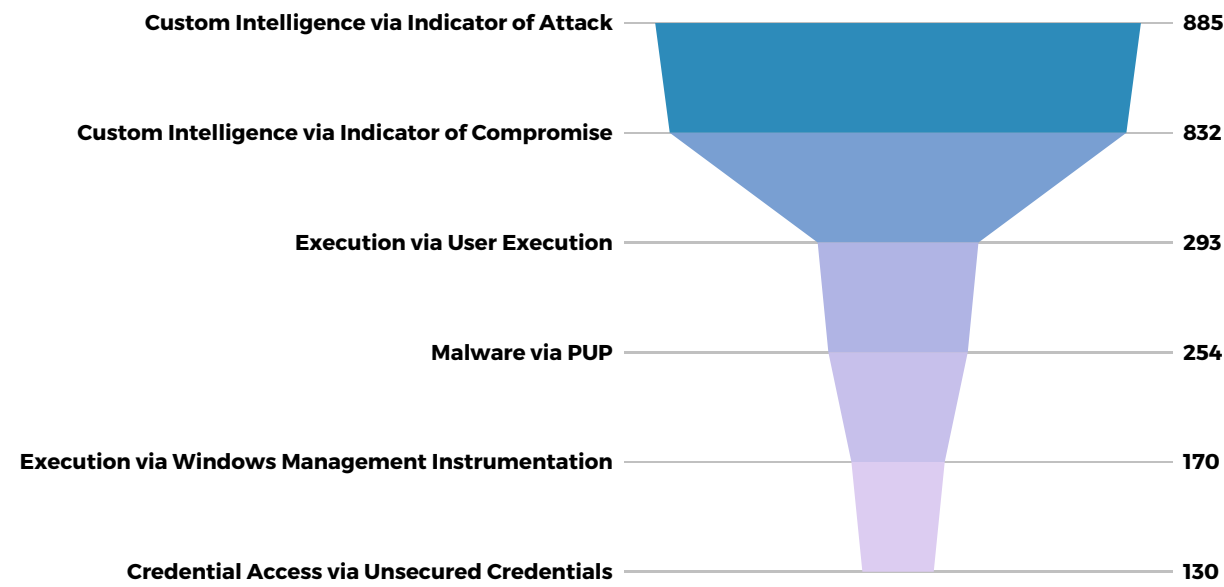 Custom Intelligence via Indicator of Attack 885
Custom Intelligence via Indicator of Compromise 832
Execution via User Execution 293
Malware via PUP 254
Execution via Windows Management Instrumentation 170
Credential Access via Unsecured Credentials 130